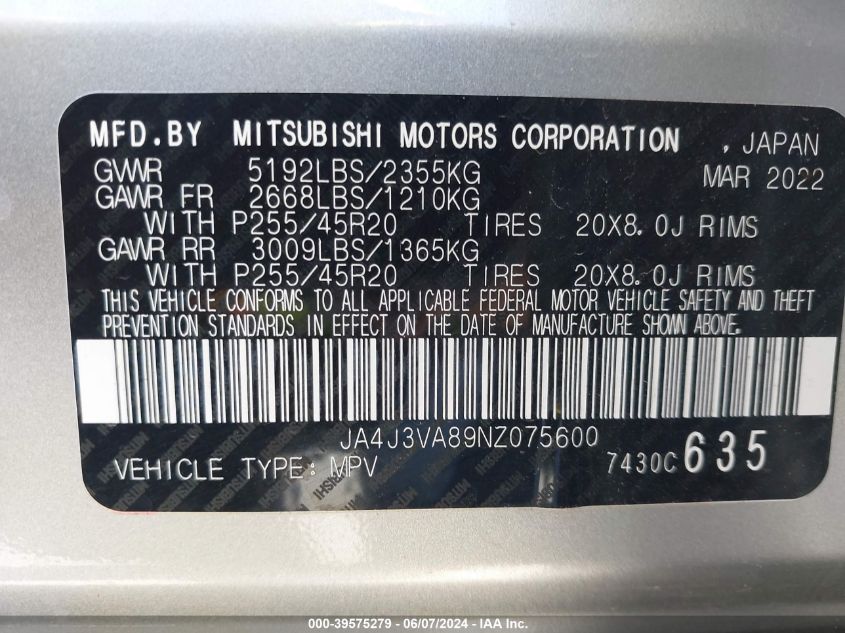 MFD.BY MITSUBISHI MOTORS CORPORATION , JAPAN
GVWR 5192LBS/2355KG MAR 2022
GAWR FR 2668LBS/1210KG
WITH P255/45R20 TIRES 20X8.0J RIMS
GAWR RR 3009LBS/1365KG
WITH P255/45R20 TIRES 20X8.0J RIMS
THIS VEHICLE CONFORMS TO ALL APPLICABLE FEDERAL MOTOR VEHICLE SAFETY AND THEFT
PREVENTION STANDARDS IN EFFECT ON THE DATE OF MANUFACTURE SHOWN ABOVE.
JA4J3VA89NZ075600
VEHICLE TYPE: MPV 7430C 635
000-39575279 - 06/07/2024 - IAA Inc.